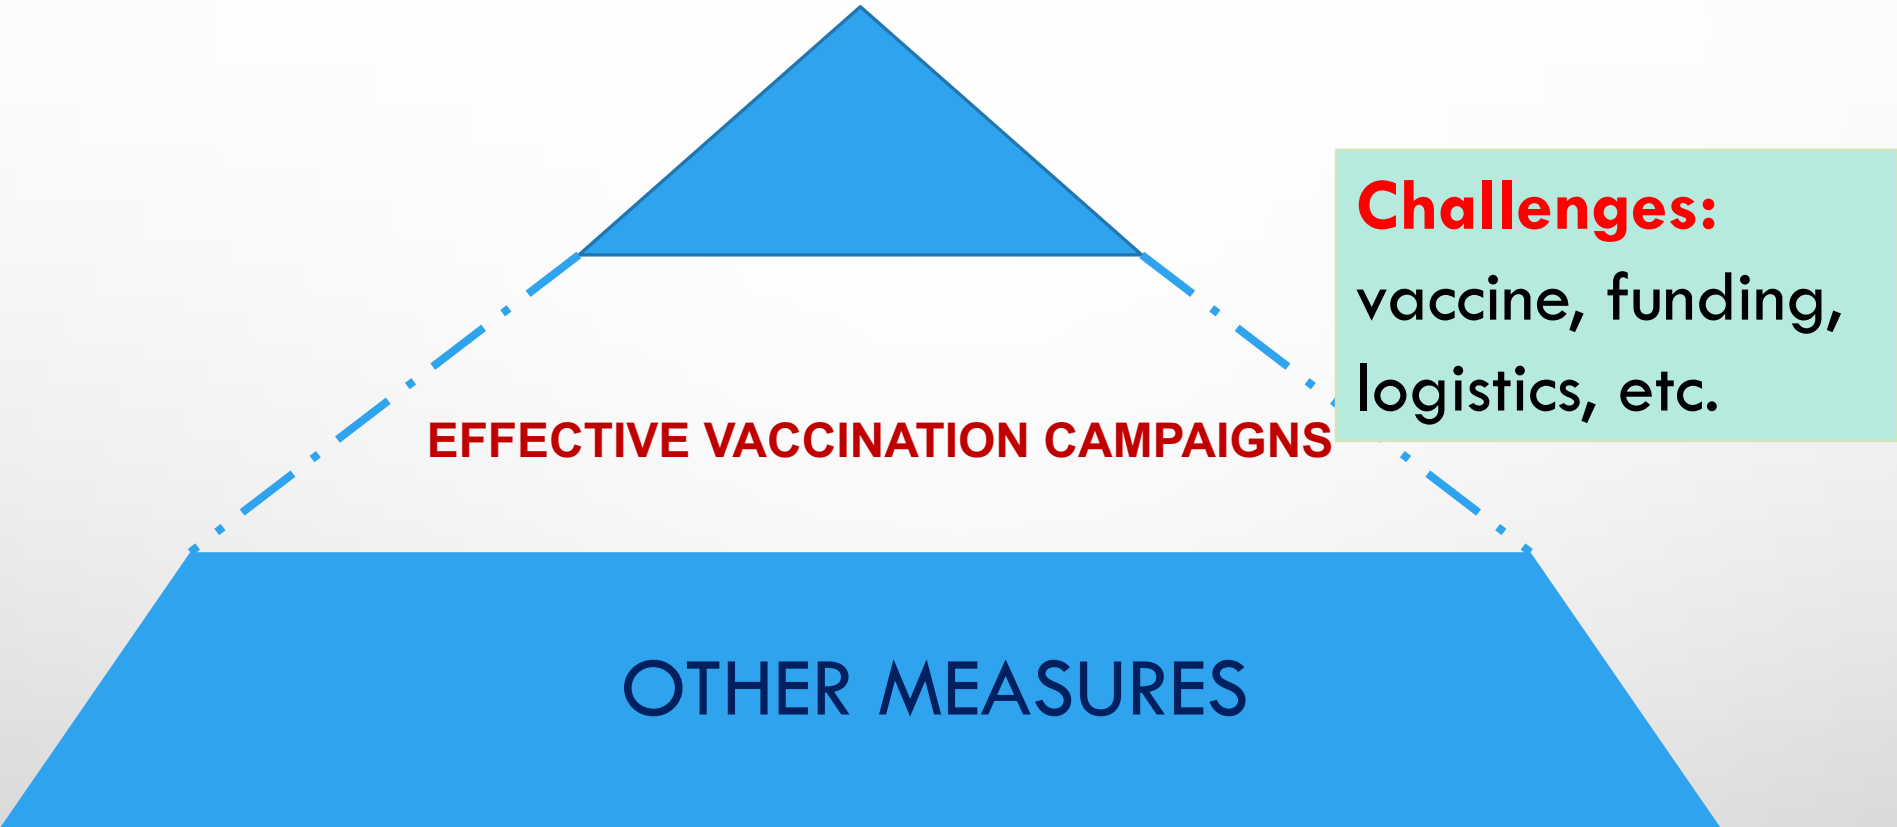 Challenges:
vaccine, funding,
logistics, etc.
EFFECTIVE VACCINATION CAMPAIGNS
OTHER MEASURES